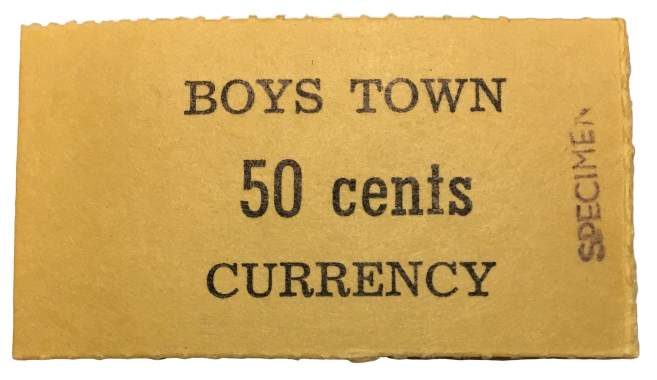 BOYS TOWN
50 cents
CURRENCY
SPECIMEN